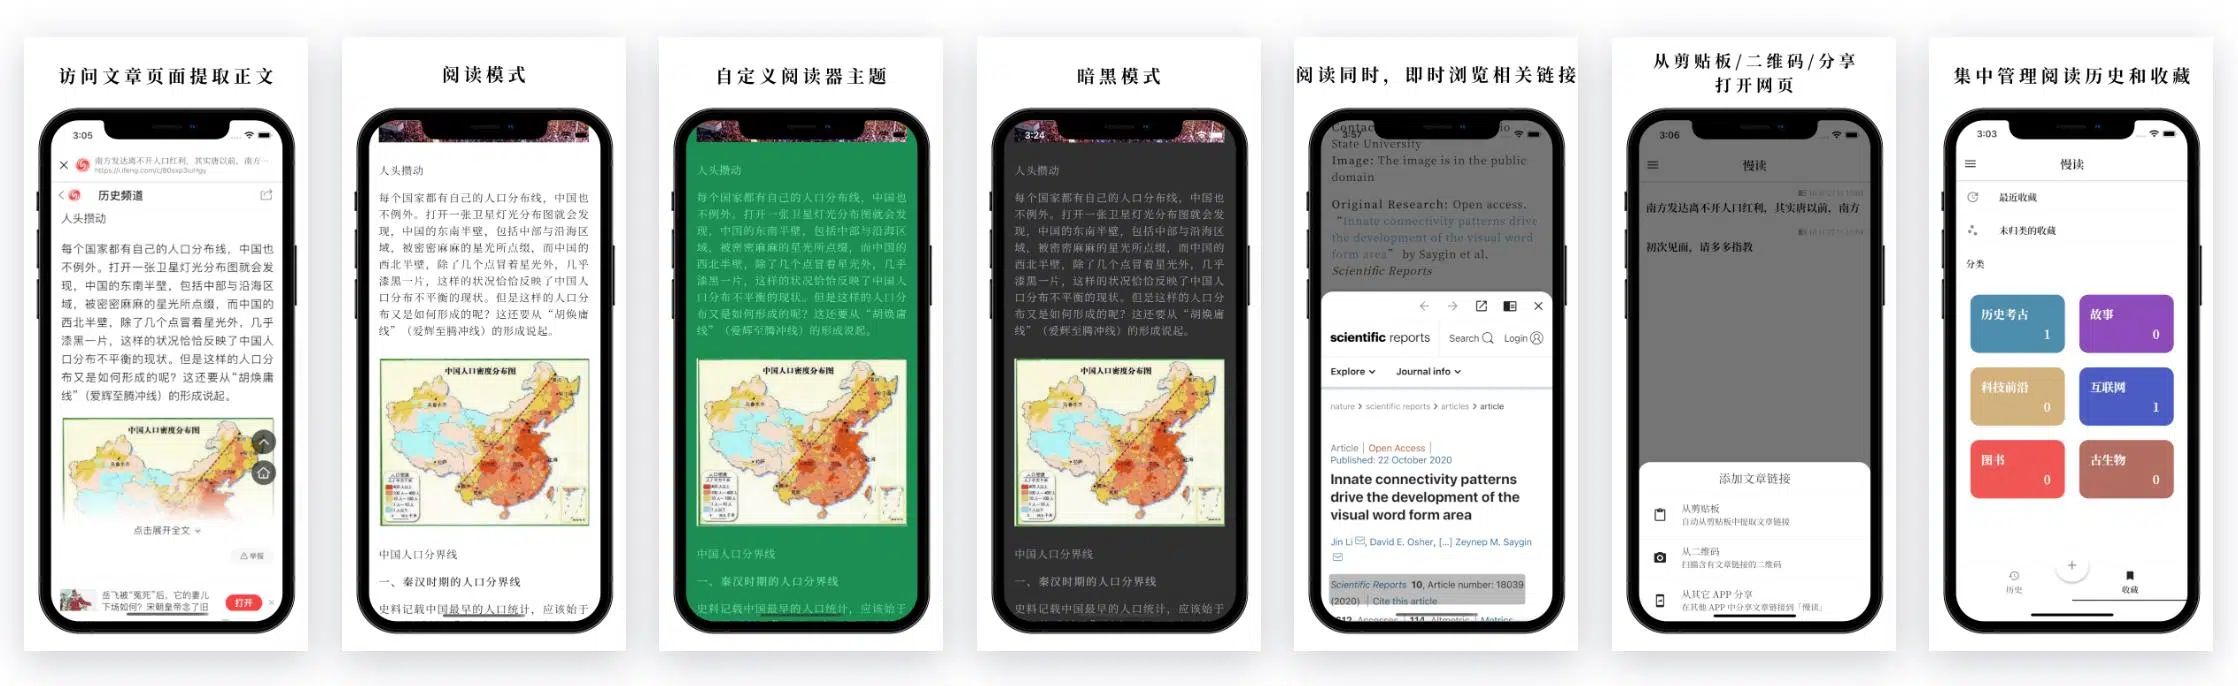 访问文章页面提取正文
3:05
南方发达离不开人口红利，其实唐以前，南方…
https://i.ifeng.com/c/80sxp3iuHgy
历史频道
人头攒动
每个国家都有自己的人口分布线，中国也
不例外。打开一张卫星灯光分布图就会发
现，中国的东南半壁，包括中部与沿海区
域，被密密麻麻的星光所点缀，而中国的
西北半壁，除了几个点冒着星光外，几乎
漆黑一片，这样的状况恰恰反映了中国人
口分布不平衡的现状。但是这样的人口分
布又是如何形成的呢？这还要从“胡焕庸
线”（爱辉至腾冲线）的形成说起。
中国人口密度分布图
点击展开全文
举报
岳飞被“冤死”后，它的妻儿
下场如何？宋朝皇帝念了旧
打开
阅读模式
人头攒动
每个国家都有自己的人口分布线，中国也
不例外。打开一张卫星灯光分布图就会发
现，中国的东南半壁，包括中部与沿海区
域，被密密麻麻的星光所点缀，而中国的
西北半壁，除了几个点冒着星光外，几乎
漆黑一片，这样的状况恰恰反映了中国人
口分布不平衡的现状。但是这样的人口分
布又是如何形成的呢？这还要从“胡焕庸
线”（爱辉至腾冲线）的形成说起。
中国人口密度分布图
中国人口分界线
一、秦汉时期的人口分界线
史料记载中国最早的人口统计，应该始于
自定义阅读器主题
人头攒动
每个国家都有自己的人口分布线，中国也
不例外。打开一张卫星灯光分布图就会发
现，中国的东南半壁，包括中部与沿海区
域，被密密麻麻的星光所点缀，而中国的
西北半壁，除了几个点冒着星光外，几乎
漆黑一片，这样的状况恰恰反映了中国人
口分布不平衡的现状。但是这样的人口分
布又是如何形成的呢？这还要从“胡焕庸
线”（爱辉至腾冲线）的形成说起。
中国人口密度分布图
中国人口分界线
一、秦汉时期的人口分界线
史料记载中国最早的人口统计，应该始于
暗黑模式
3:24
人头攒动
每个国家都有自己的人口分布线，中国也
不例外。打开一张卫星灯光分布图就会发
现，中国的东南半壁，包括中部与沿海区
域，被密密麻麻的星光所点缀，而中国的
西北半壁，除了几个点冒着星光外，几乎
漆黑一片，这样的状况恰恰反映了中国人
口分布不平衡的现状。但是这样的人口分
布又是如何形成的呢？这还要从“胡焕庸
线”（爱辉至腾冲线）的形成说起。
中国人口密度分布图
中国人口分界线
一、秦汉时期的人口分界线
史料记载中国最早的人口统计，应该始于
阅读同时，即时浏览相关链接
3:57
State University
Image: The image is in the public
domain
Original Research: Open access.
“Innate connectivity patterns drive
the development of the visual word
form area” by Saygin et al.
Scientific Reports
scientific reports Search Login
Explore Journal info
nature > scientific reports > articles > article
Article | Open Access |
Published: 22 October 2020
Innate connectivity patterns
drive the development of the
visual word form area
Jin Li, David E. Osher, [...] Zeynep M. Saygin
Scientific Reports 10, Article number: 18039
(2020) | Cite this article
Accesses | 114 Altmetric | Metrics
从剪贴板/二维码/分享
打开网页
3:06
慢读
南方发达离不开人口红利，其实唐以前，南方
初次见面，请多多指教
添加文章链接
从剪贴板
自动从剪贴板中提取文章链接
从二维码
扫描含有文章链接的二维码
从其它 APP 分享
在其他 APP 中分享文章链接到「慢读」
集中管理阅读历史和收藏
3:03
慢读
最近收藏
未归类的收藏
分类
历史考古 1
故事 0
科技前沿 0
互联网 1
图书 0
古生物 0
历史
收藏